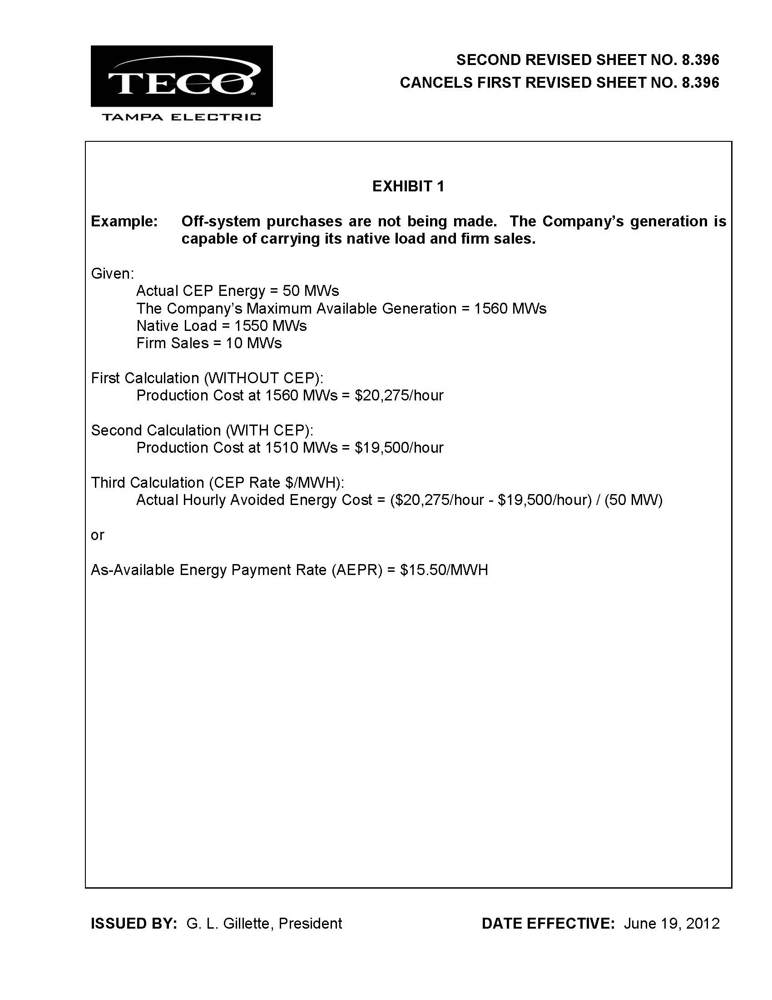 TECO
SM
TAMPA ELECTRIC
SECOND REVISED SHEET NO. 8.396
CANCELS FIRST REVISED SHEET NO. 8.396
EXHIBIT 1
Example: Off-system purchases are not being made. The Company’s generation is
capable of carrying its native load and firm sales.
Given:
Actual CEP Energy = 50 MWs
The Company’s Maximum Available Generation = 1560 MWs
Native Load = 1550 MWs
Firm Sales = 10 MWs
First Calculation (WITHOUT CEP):
Production Cost at 1560 MWs = $20,275/hour
Second Calculation (WITH CEP):
Production Cost at 1510 MWs = $19,500/hour
Third Calculation (CEP Rate $/MWH):
Actual Hourly Avoided Energy Cost = ($20,275/hour - $19,500/hour) / (50 MW)
or
As-Available Energy Payment Rate (AEPR) = $15.50/MWH
ISSUED BY: G. L. Gillette, President
DATE EFFECTIVE: June 19, 2012